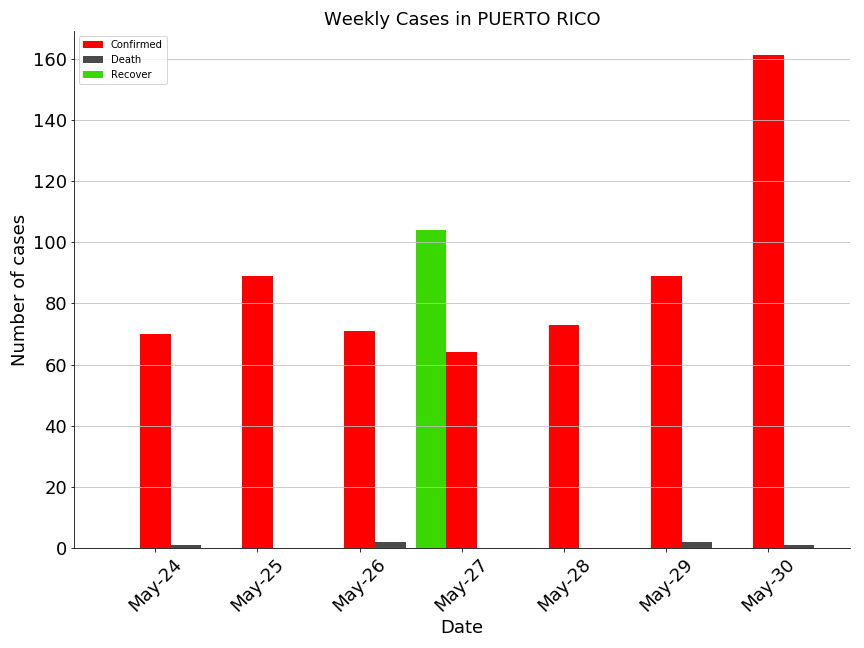 Weekly Cases in PUERTO RICO
Confirmed
Death
Recover
160
140
120
100
80
60
40
20
0
Number of cases
May-24
May-25
May-26
May-27
May-28
May-29
May-30
Date